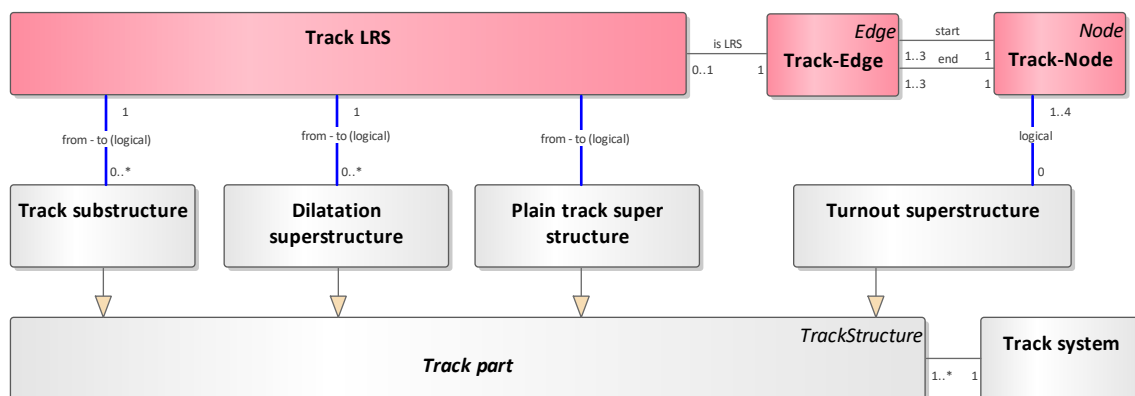 Track LRS
is LRS
0..1
1
Edge
Track-Edge
start
1..3
1
end
1..3
1
Node
Track-Node
1
from - to (logical)
0..*
1
from - to (logical)
0..*
from - to (logical)
1..4
logical
0
Track substructure
Dilatation
superstructure
Plain track super
structure
Turnout superstructure
TrackStructure
Track part
1..*
1
Track system